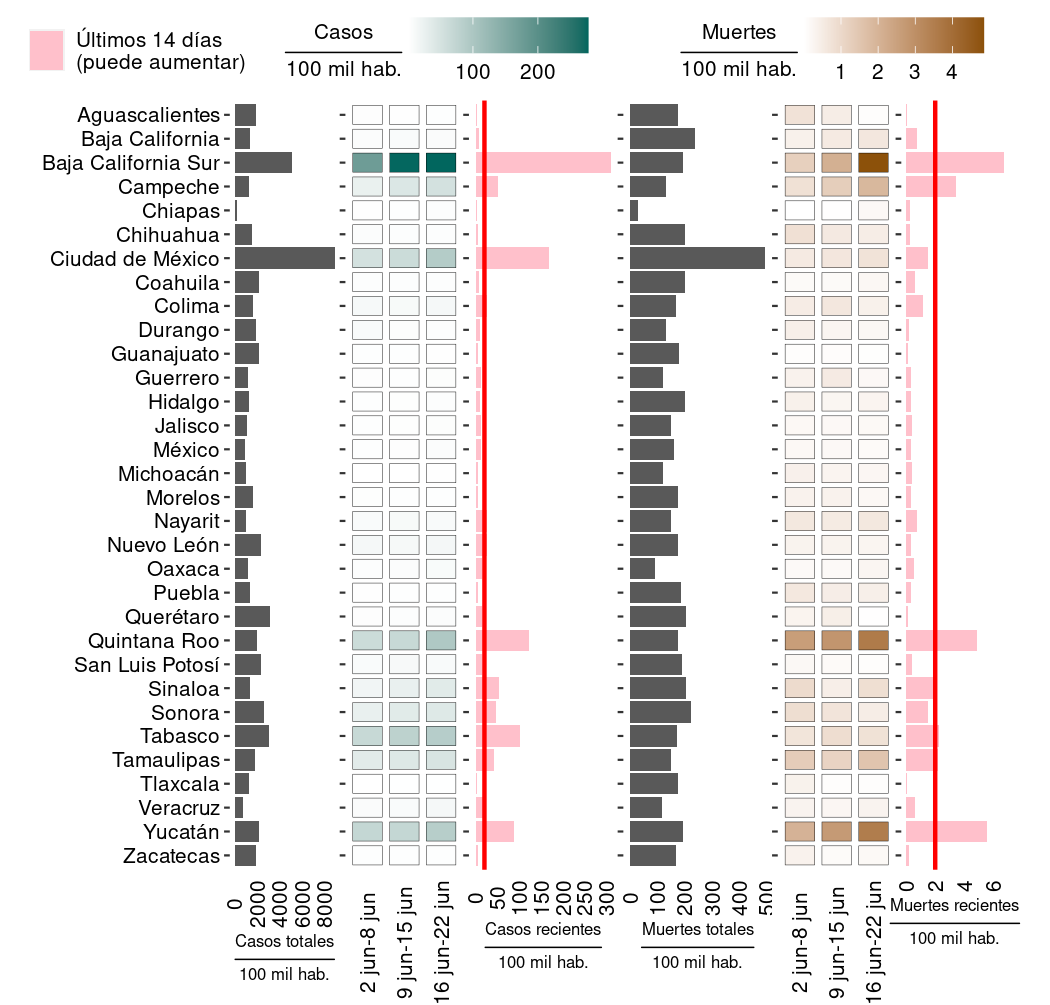 Últimos 14 días
(puede aumentar)
Casos
100 mil hab.
100 200
Muertes
100 mil hab.
1 2 3 4
Aguascalientes
Baja California
Baja California Sur
Campeche
Chiapas
Chihuahua
Ciudad de México
Coahuila
Colima
Durango
Guanajuato
Guerrero
Hidalgo
Jalisco
México
Michoacán
Morelos
Nayarit
Nuevo León
Oaxaca
Puebla
Querétaro
Quintana Roo
San Luis Potosí
Sinaloa
Sonora
Tabasco
Tamaulipas
Tlaxcala
Veracruz
Yucatán
Zacatecas
0 2000 4000 6000 8000
Casos totales
100 mil hab.
2 jun-8 jun
9 jun-15 jun
16 jun-22 jun
0 50 100 150 200 250 300
Casos recientes
100 mil hab.
0 100 200 300 400 500
Muertes totales
100 mil hab.
2 jun-8 jun
9 jun-15 jun
16 jun-22 jun
0 2 4 6
Muertes recientes
100 mil hab.